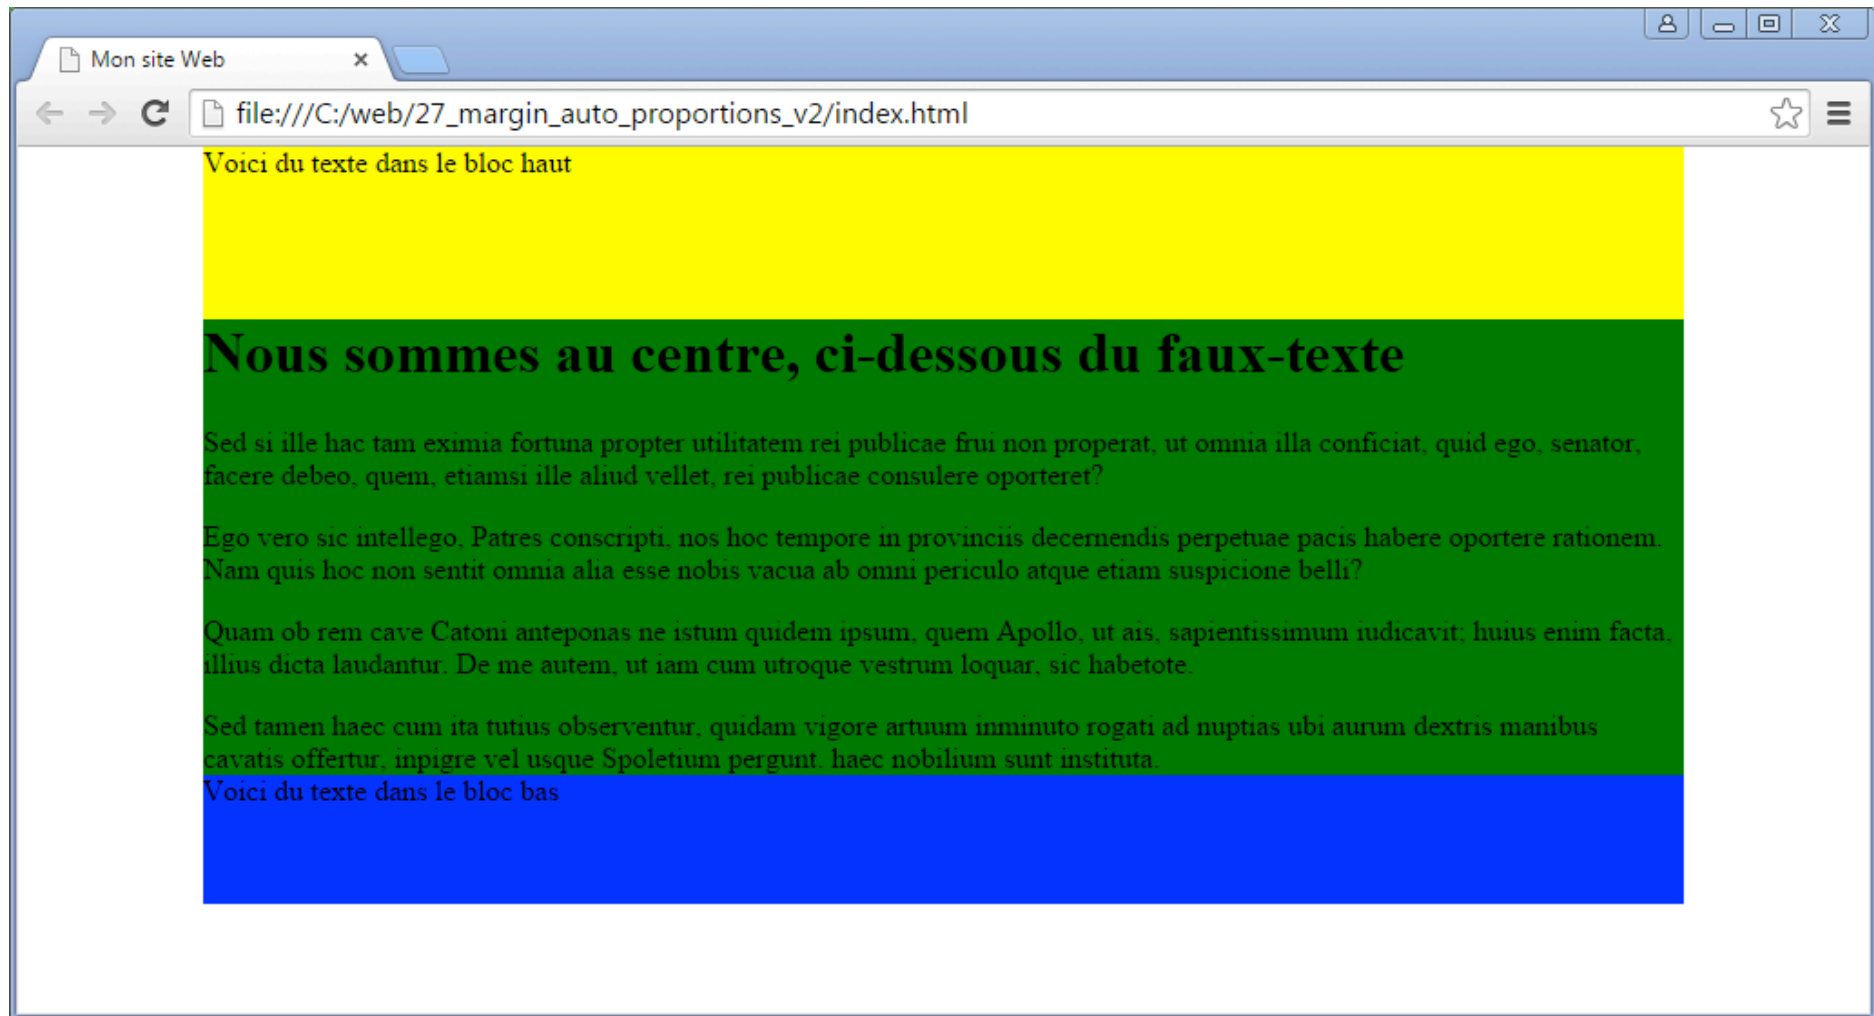 Mon site Web
file:///C:/web/27_margin_auto_proportions_v2/index.html
Voici du texte dans le bloc haut
Nous sommes au centre, ci-dessous du faux-texte
Sed si ille hac tam eximia fortuna propter utilitatem rei publicae frui non properat, ut omnia illa conficiat, quid ego, senator,
facere debeo, quem, etiamsi ille aliud vellet, rei publicae consulere oporteret?
Ego vero sic intellego, Patres conscripti, nos hoc tempore in provinciis decernendis perpetuae pacis habere oportere rationem.
Nam quis hoc non sentit omnia alia esse nobis vacua ab omni periculo atque etiam suspicione belli?
Quam ob rem cave Catoni anteponas ne istum quidem ipsum, quem Apollo, ut ais, sapientissimum iudicavit; huius enim facta,
illius dicta laudantur. De me autem, ut iam cum utroque vestrum loquar, sic habetote.
Sed tamen haec cum ita tutius observentur, quidam vigore artuum inminuto rogati ad nuptias ubi aurum dextris manibus
cavatis offertur, inpigre vel usque Spoletium pergunt. haec nobilium sunt instituta.
Voici du texte dans le bloc bas